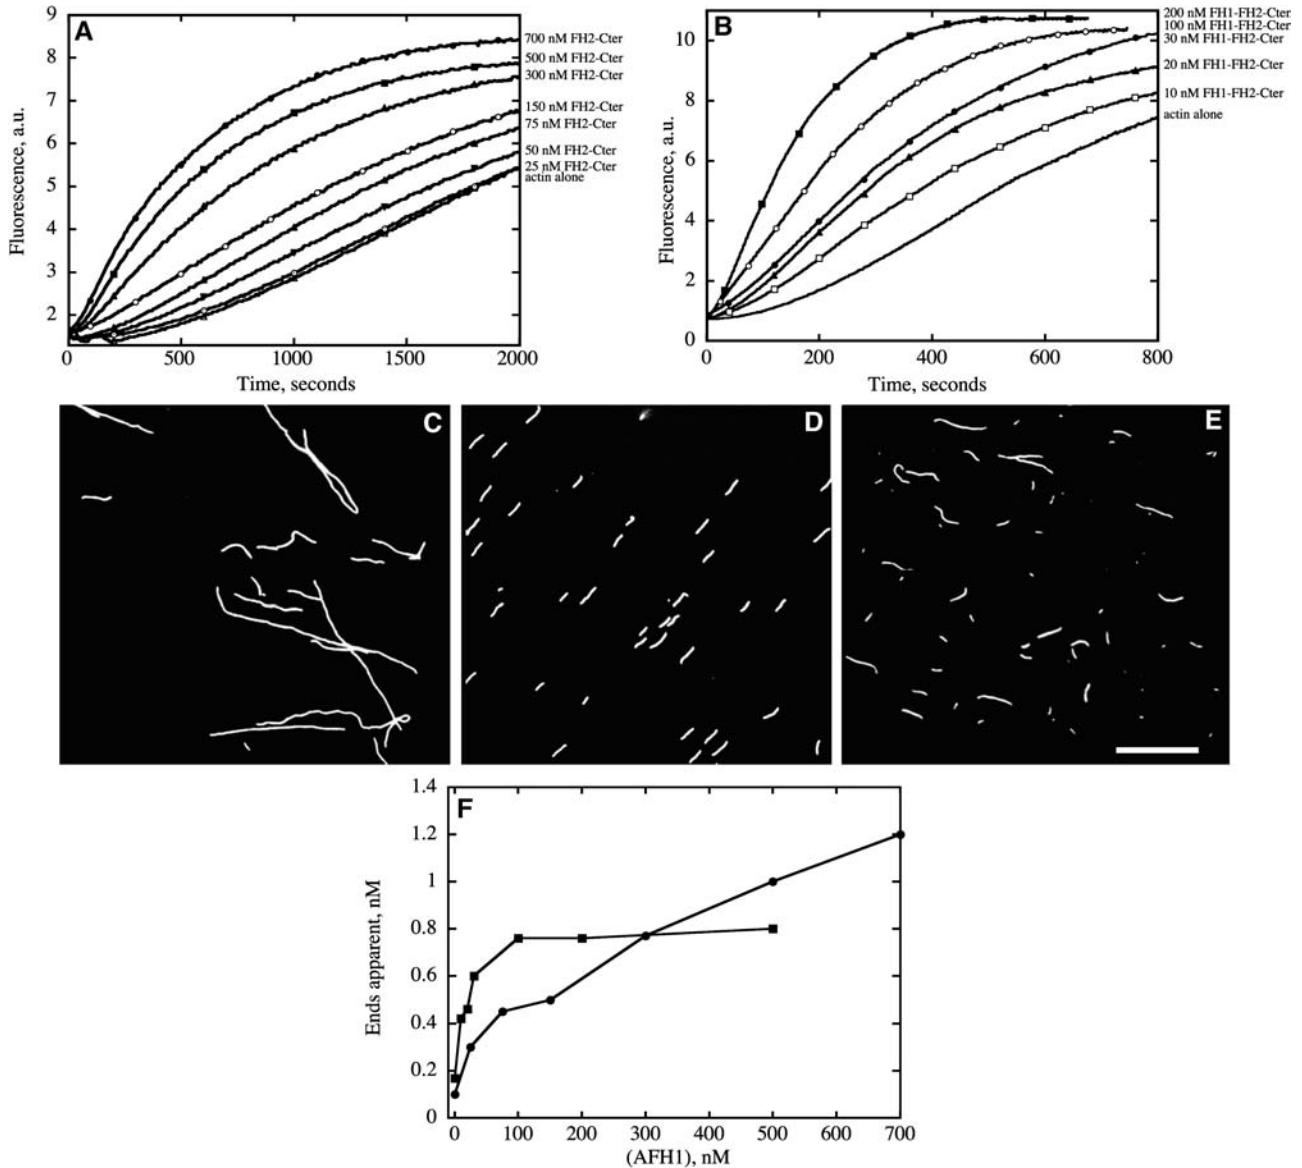 A
9
8
7
6
5
4
3
2
Fluorescence, a.u.
0
500
1000
1500
2000
Time, seconds
700 nM FH2-Cter
500 nM FH2-Cter
300 nM FH2-Cter
150 nM FH2-Cter
75 nM FH2-Cter
50 nM FH2-Cter
25 nM FH2-Cter
actin alone
B
10
8
6
4
2
0
Fluorescence, a.u.
0
200
400
600
800
Time, seconds
200 nM FH1-FH2-Cter
100 nM FH1-FH2-Cter
30 nM FH1-FH2-Cter
20 nM FH1-FH2-Cter
10 nM FH1-FH2-Cter
actin alone
C
D
E
F
1.4
1.2
1
0.8
0.6
0.4
0.2
0
Ends apparent, nM
0
100
200
300
400
500
600
700
(AFH1), nM